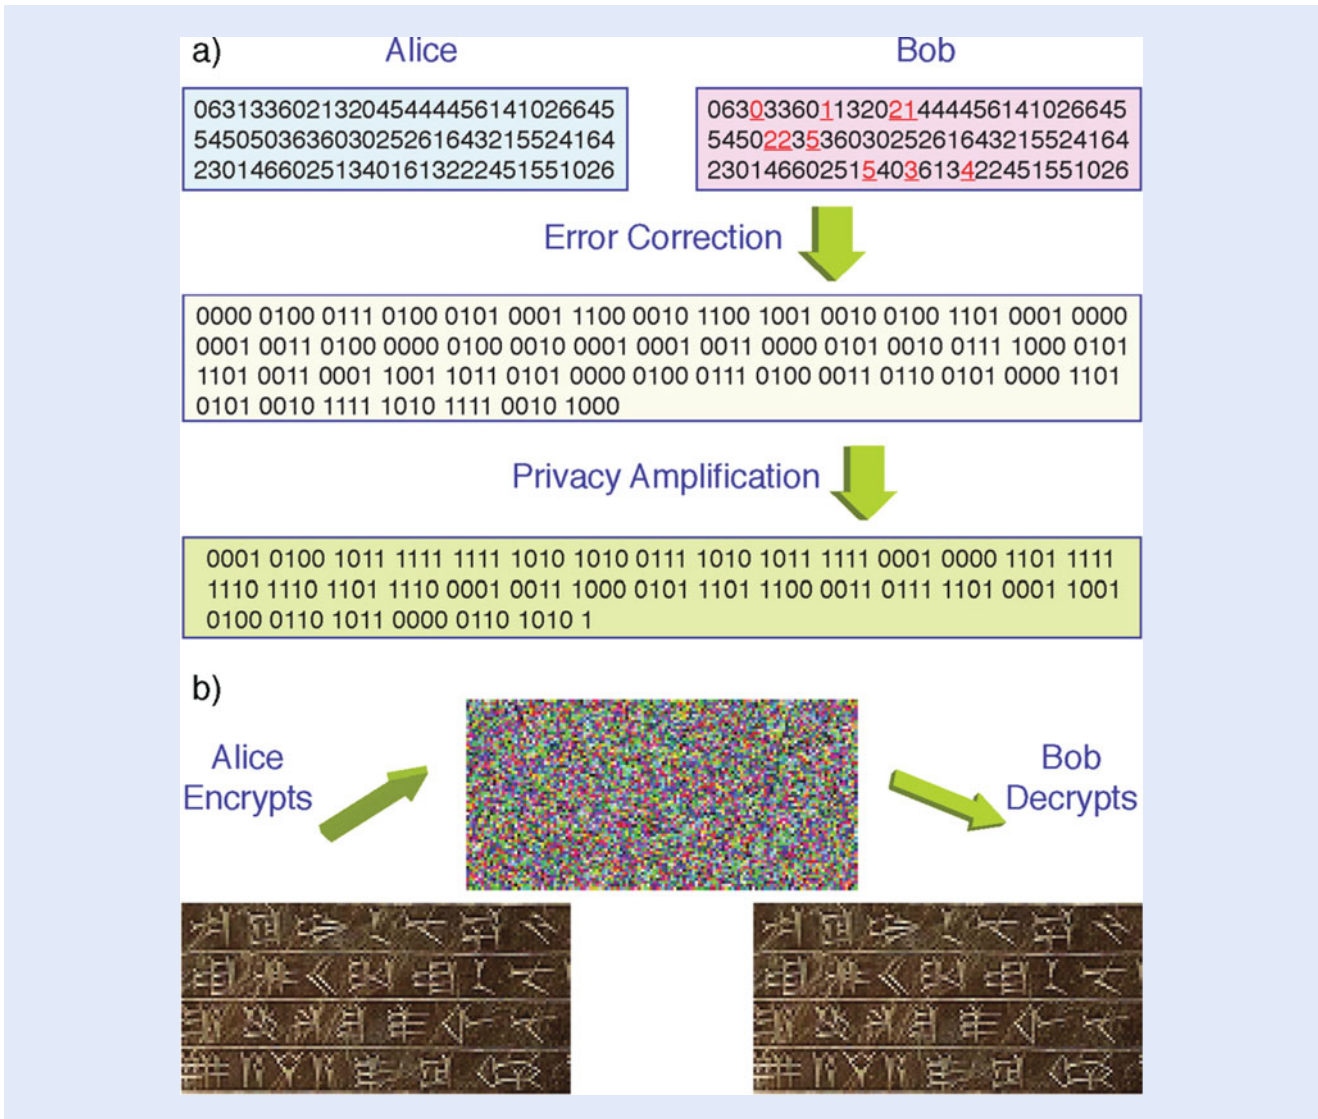 a)
Alice
Bob
063133602132045444456141026645
545050363603025261643215524164
230146602513401613222451551026
063033601132021444456141026645
545022353603025261643215524164
230146602515403613422451551026
Error Correction
0000 0100 0111 0100 0101 0001 1100 0010 1100 1001 0010 0100 1101 0001 0000
0001 0011 0100 0000 0100 0010 0001 0001 0011 0000 0101 0010 0111 1000 0101
1101 0011 0001 1001 1011 0101 0000 0100 0111 0100 0011 0110 0101 0000 1101
0101 0010 1111 1010 1111 0010 1000
Privacy Amplification
0001 0100 1011 1111 1111 1010 1010 0111 1010 1011 1111 0001 0000 1101 1111
1110 1110 1101 1110 0001 0011 1000 0101 1101 1100 0011 0111 1101 0001 1001
0100 0110 1011 0000 0110 1010 1
b)
Alice
Encrypts
Bob
Decrypts